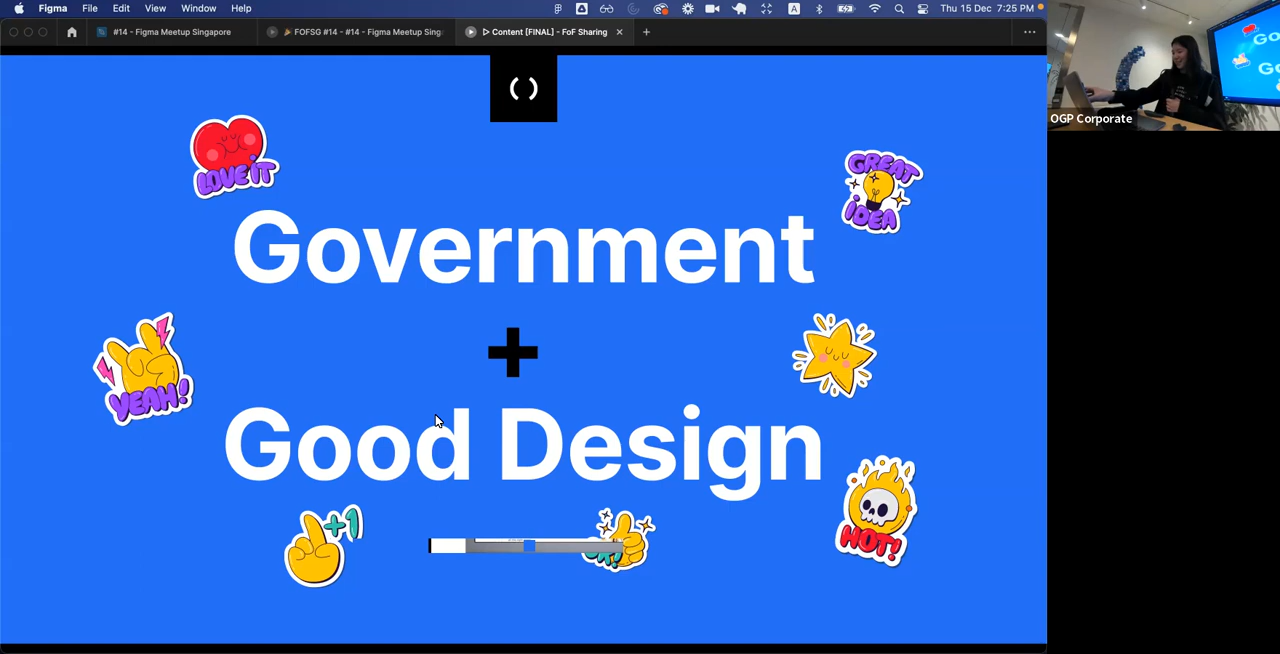 Figma File Edit View Window Help
A
Thu 15 Dec 7:25 PM
#14 - Figma Meetup Singapore
FOFSG #14 - #14 - Figma Meetup Sing
Content [FINAL] - FoF Sharing
OGP Corporate
LOVE iT
GREAT
iDEA
Government
+
YEAH!
Good Design
+1
HOT!